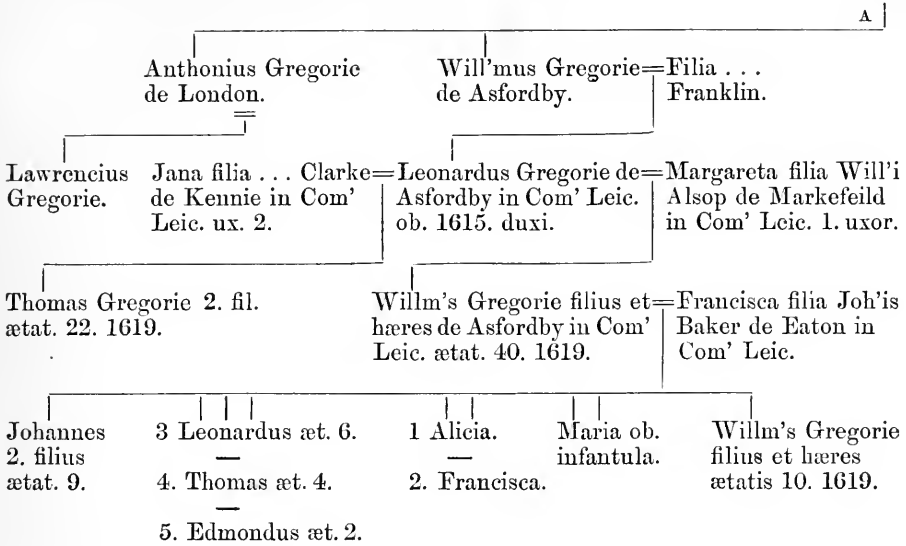 A
Anthonius Gregorie
de London.
Will'mus Gregorie=Filia . . .
de Asfordby. Franklin.
Lawrencius
Gregorie.
Jana filia . . . Clarke=Leonardus Gregorie de=Margareta filia Will'i
de Kennie in Com' Asfordby in Com' Leic. Alsop de Markefeild
Leic. ux. 2. ob. 1615. duxi. in Com' Leic. 1. uxor.
Thomas Gregorie 2. fil.
ætat. 22. 1619.
Willm's Gregorie filius et=Francisca filia Joh'is
hæres de Asfordby in Com' Baker de Eaton in
Leic. ætat. 40. 1619. Com' Leic.
Johannes
2. filius
ætat. 9.
3 Leonardus æt. 6.
4. Thomas æt. 4.
5. Edmondus æt. 2.
1 Alicia.
2. Francisca.
Maria ob.
infantula.
Willm's Gregorie
filius et hæres
ætatis 10. 1619.